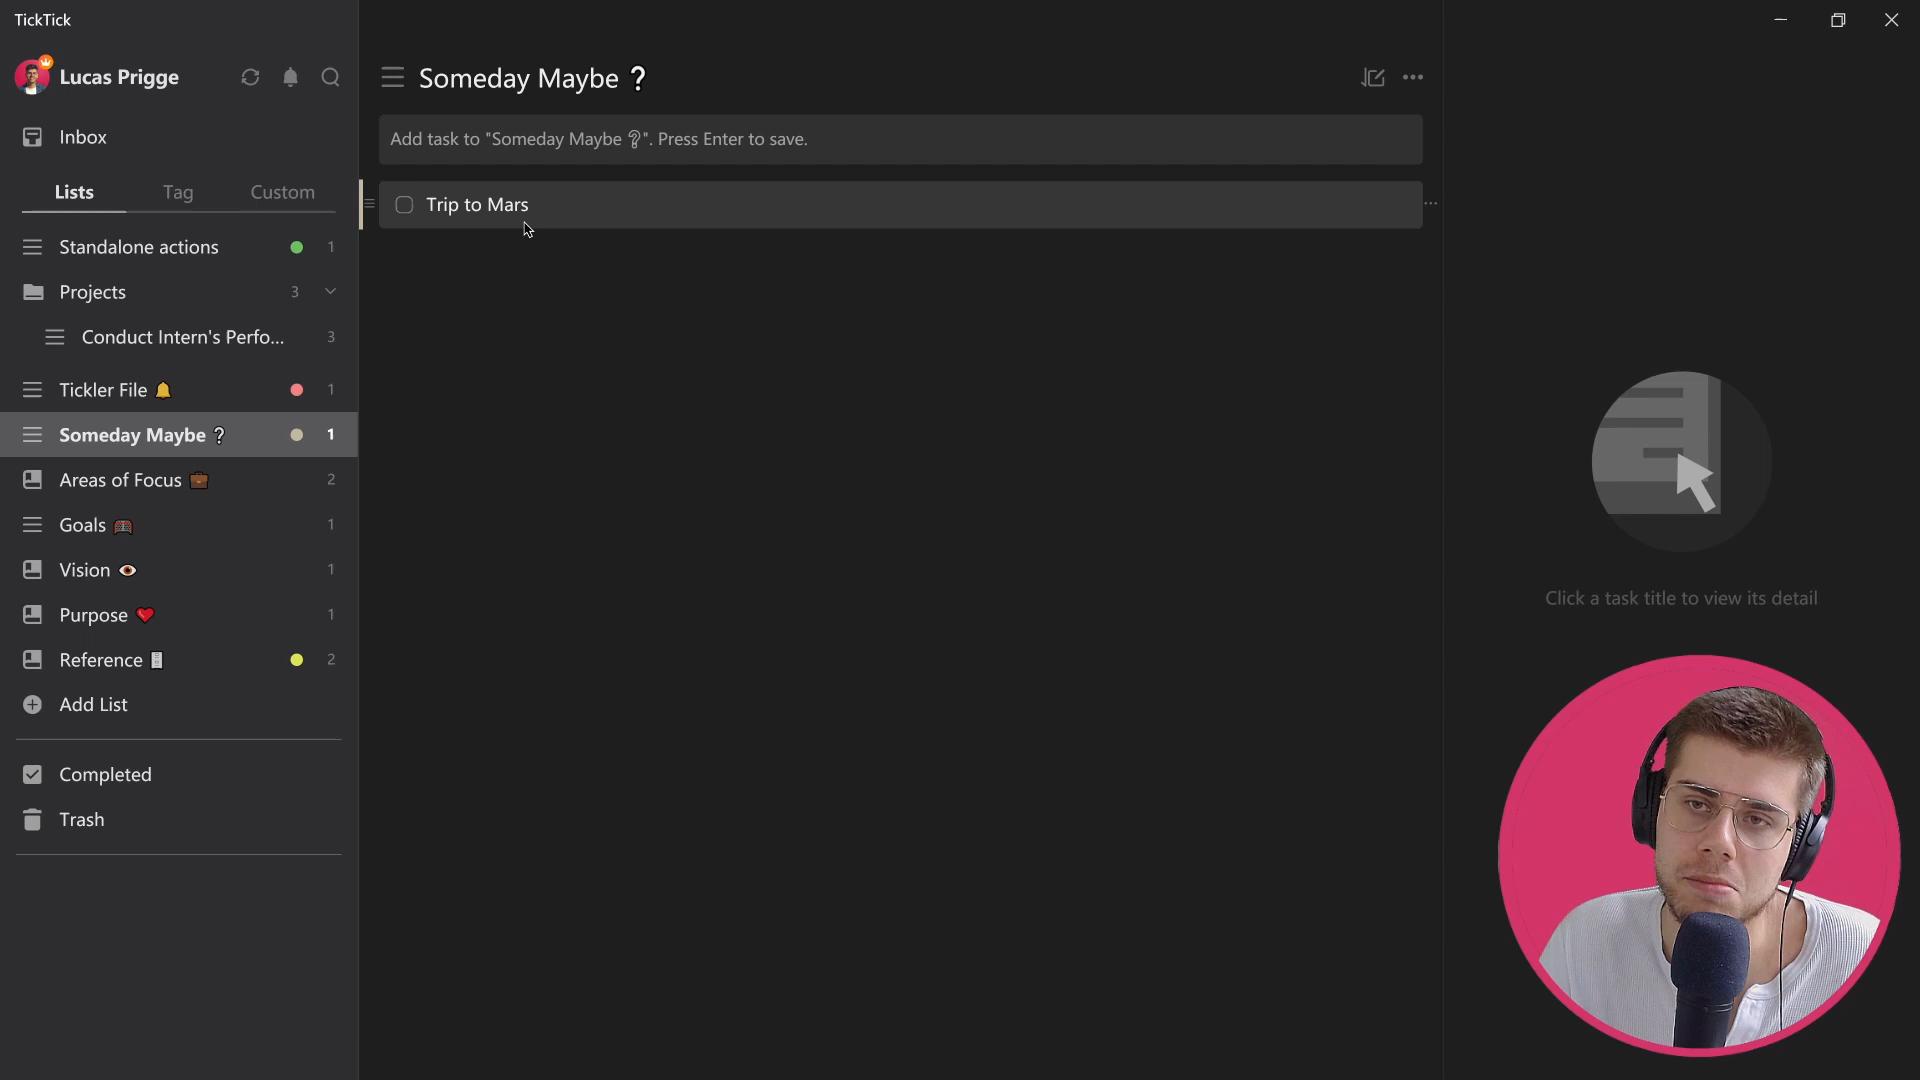 TickTick
Lucas Prigge
Inbox
Lists Tag Custom
Standalone actions 1
Projects 3
Conduct Intern's Perfo... 3
Tickler File 🔔 1
Someday Maybe ❔ 1
Areas of Focus 💼 2
Goals 🥅 1
Vision 👁️ 1
Purpose ❤️ 1
Reference 🗄️ 2
Add List
Completed
Trash
Someday Maybe ❔
Add task to "Someday Maybe ❔". Press Enter to save.
Trip to Mars
Click a task title to view its detail